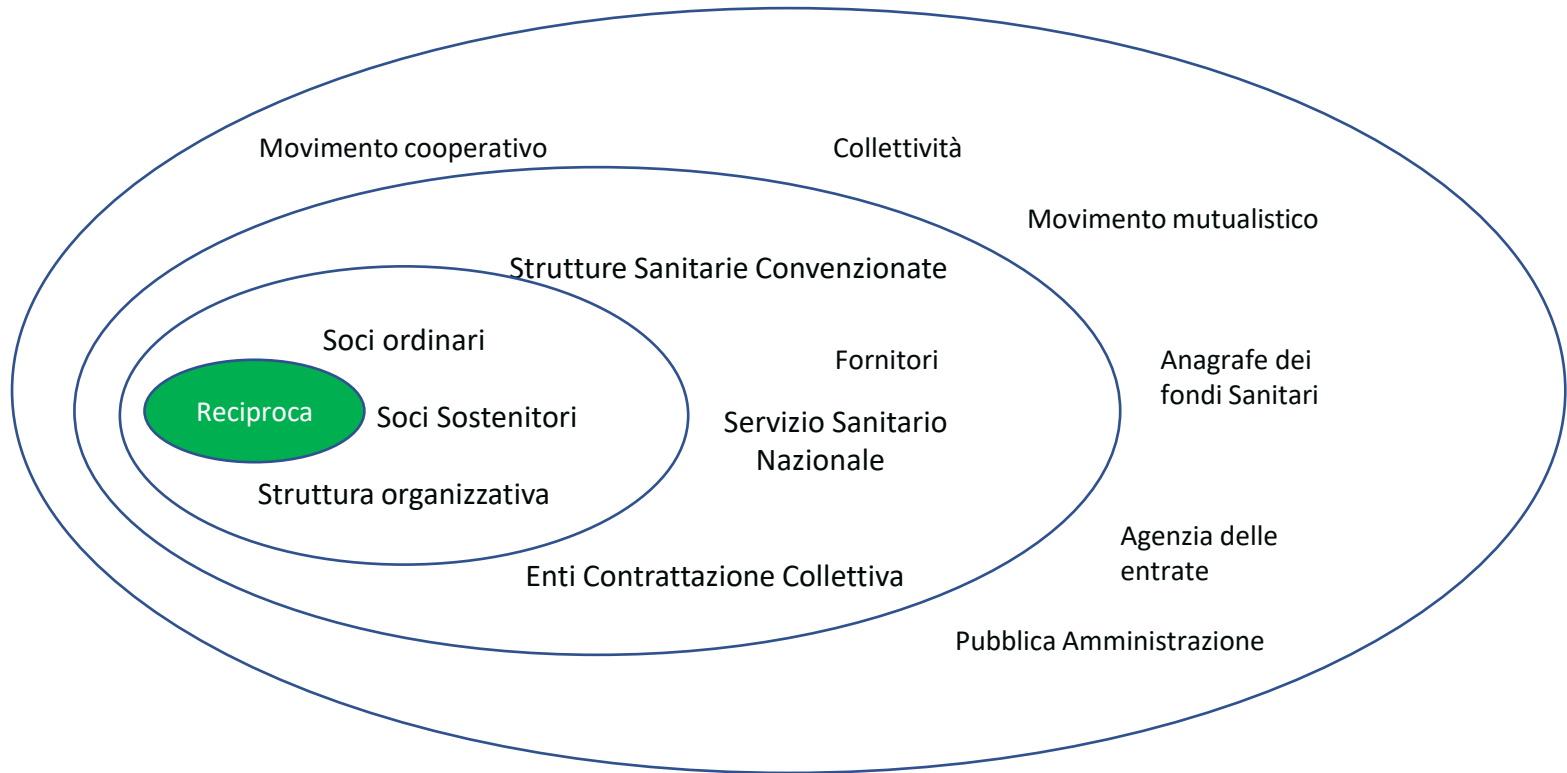 Movimento cooperativo
Collettività
Movimento mutualistico
Strutture Sanitarie Convenzionate
Soci ordinari
Fornitori
Anagrafe dei
fondi Sanitari
Reciproca
Soci Sostenitori
Servizio Sanitario
Nazionale
Struttura organizzativa
Agenzia delle
entrate
Enti Contrattazione Collettiva
Pubblica Amministrazione